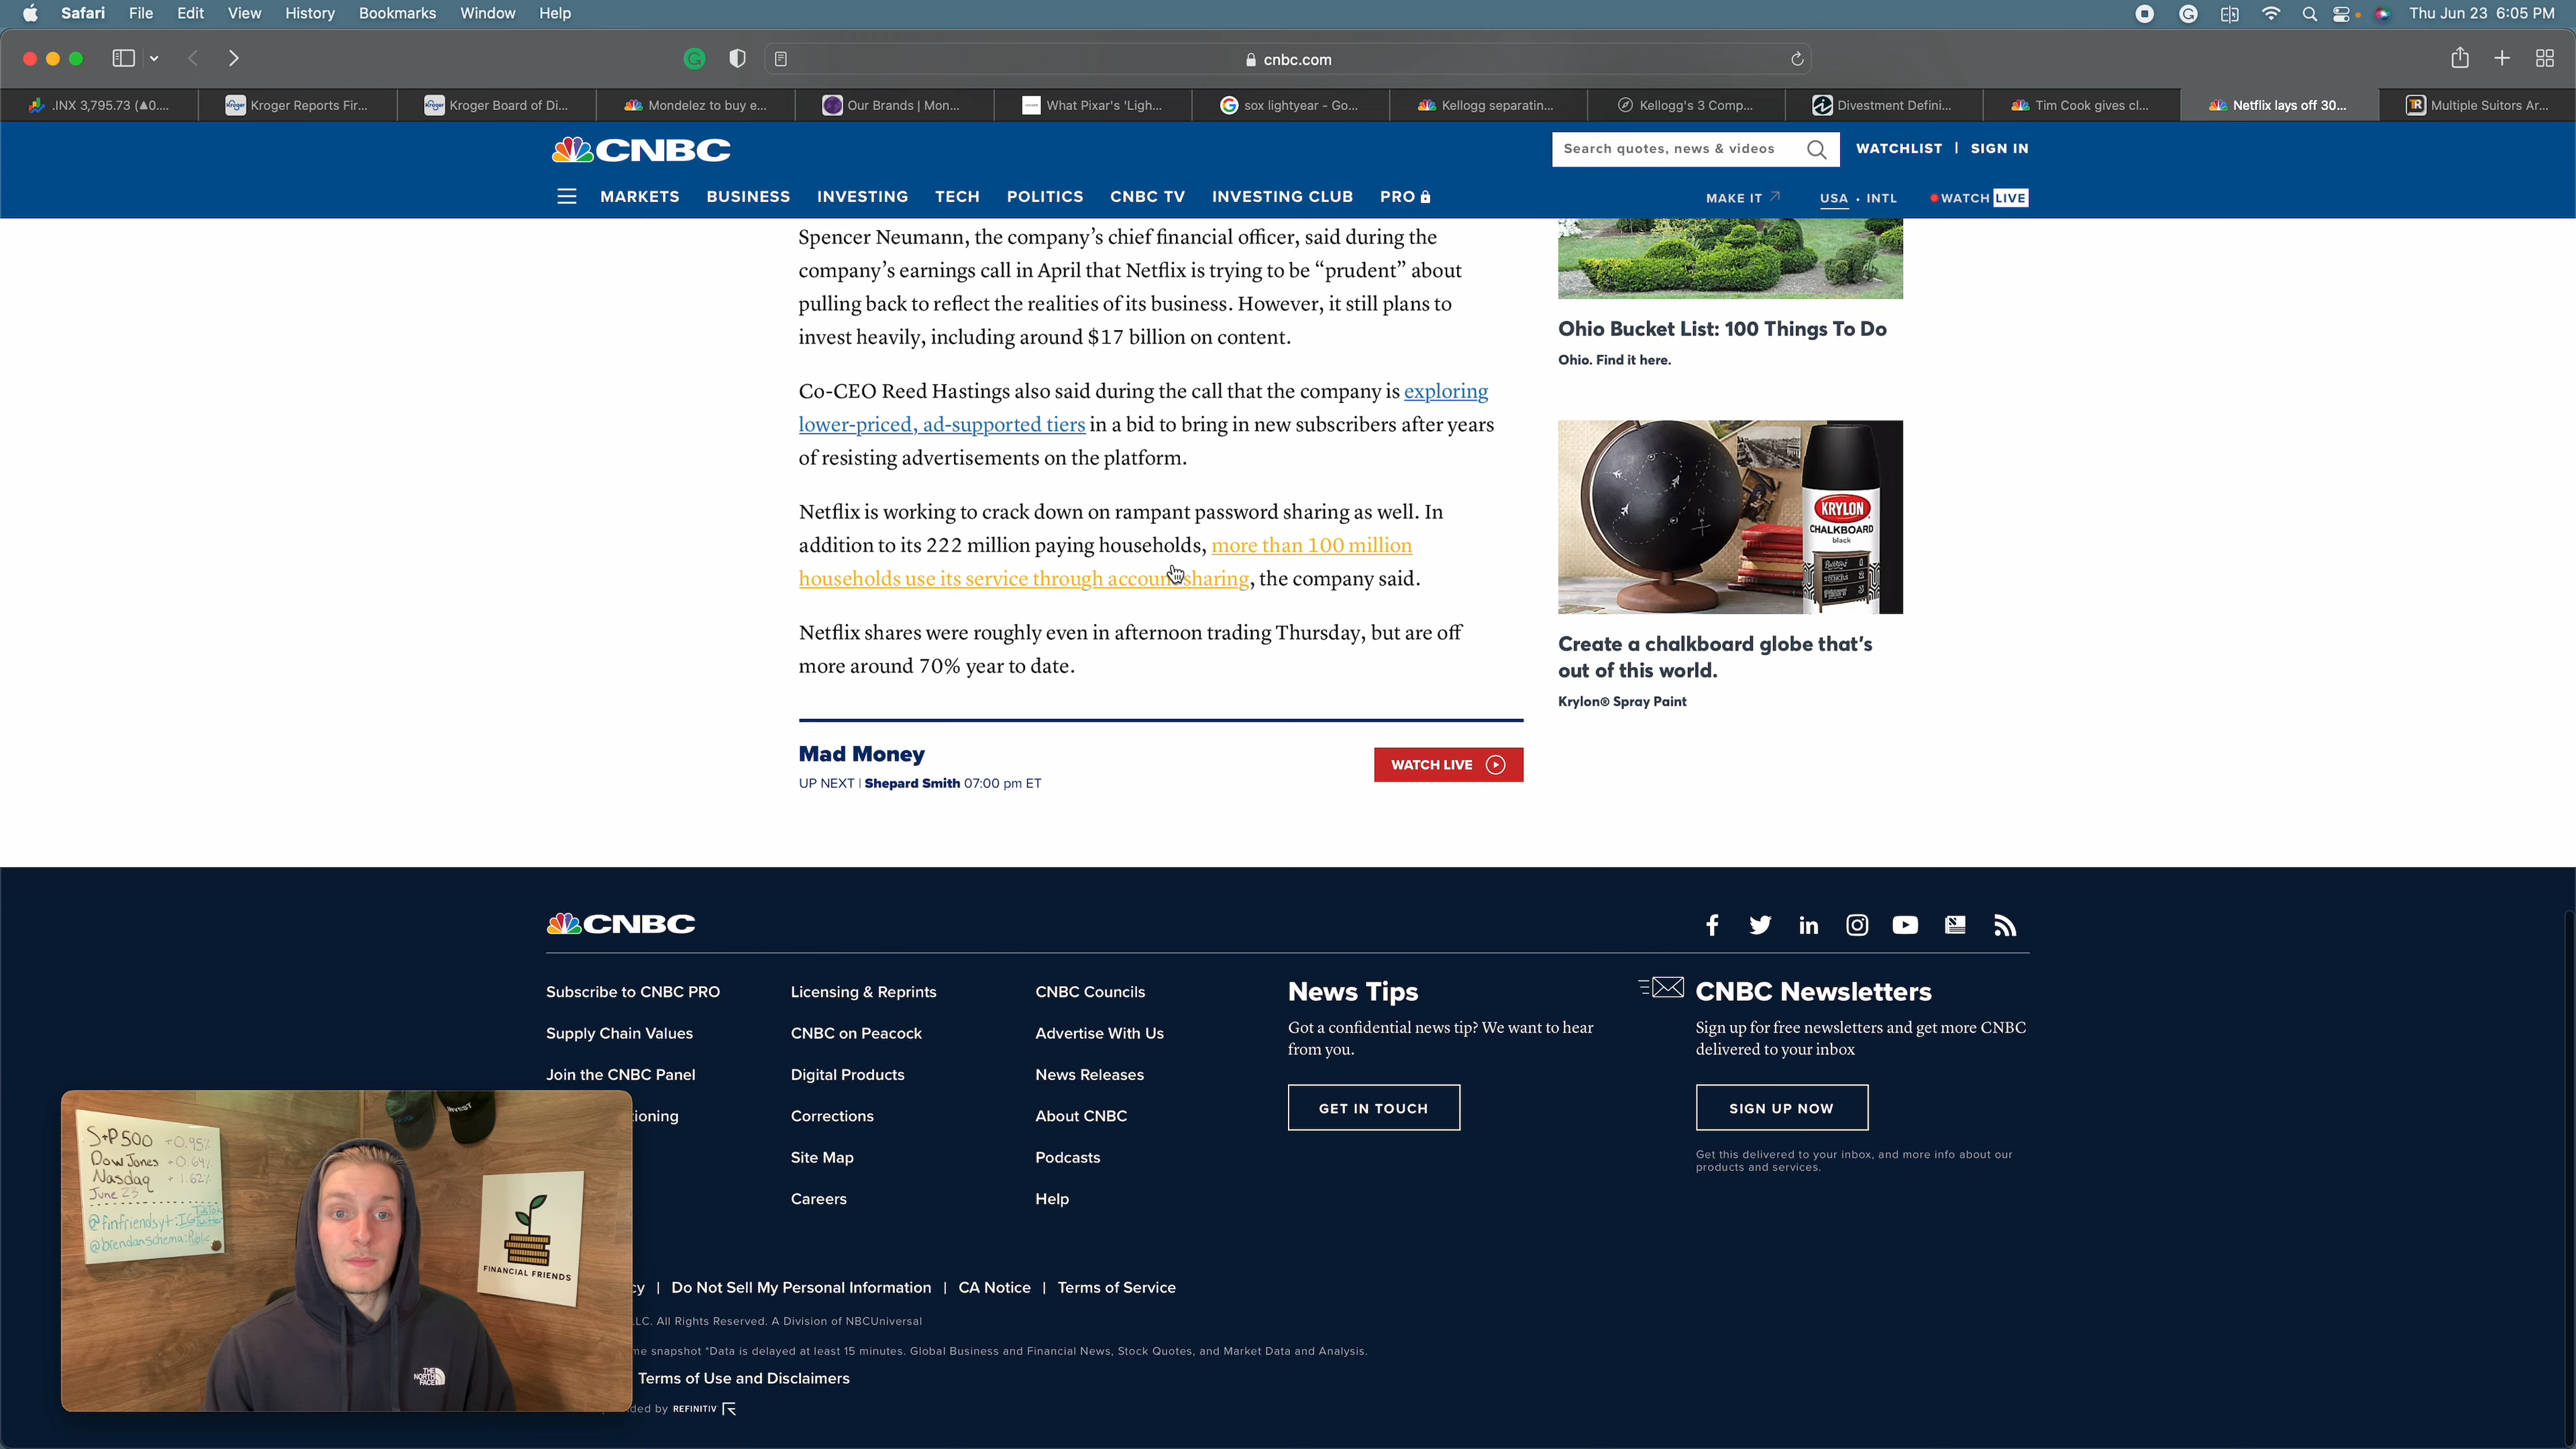 Safari File Edit View History Bookmarks Window Help
Thu Jun 23 6:05 PM
cnbc.com
.INX 3,795.73 (▲0....
Kroger Reports Fir...
Kroger Board of Di...
Mondelez to buy e...
Our Brands | Mon...
What Pixar's 'Ligh...
sox lightyear - Go...
Kellogg separatin...
Kellogg's 3 Comp...
Divestment Defini...
Tim Cook gives cl...
Netflix lays off 30...
Multiple Suitors Ar...
CNBC
Search quotes, news & videos
WATCHLIST | SIGN IN
MARKETS BUSINESS INVESTING TECH POLITICS CNBC TV INVESTING CLUB PRO
MAKE IT USA • INTL WATCH LIVE
Spencer Neumann, the company’s chief financial officer, said during the
company’s earnings call in April that Netflix is trying to be “prudent” about
pulling back to reflect the realities of its business. However, it still plans to
invest heavily, including around $17 billion on content.
Co-CEO Reed Hastings also said during the call that the company is exploring
lower-priced, ad-supported tiers in a bid to bring in new subscribers after years
of resisting advertisements on the platform.
Netflix is working to crack down on rampant password sharing as well. In
addition to its 222 million paying households, more than 100 million
households use its service through account sharing, the company said.
Netflix shares were roughly even in afternoon trading Thursday, but are off
more around 70% year to date.
Ohio Bucket List: 100 Things To Do
Ohio. Find it here.
KRYLON
CHALKBOARD
black
Create a chalkboard globe that’s
out of this world.
Krylon® Spray Paint
Mad Money
UP NEXT | Shepard Smith 07:00 pm ET
WATCH LIVE
CNBC
Subscribe to CNBC PRO
Supply Chain Values
Join the CNBC Panel
ioning
Licensing & Reprints
CNBC on Peacock
Digital Products
Corrections
Site Map
Careers
CNBC Councils
Advertise With Us
News Releases
About CNBC
Podcasts
Help
News Tips
Got a confidential news tip? We want to hear
from you.
GET IN TOUCH
CNBC Newsletters
Sign up for free newsletters and get more CNBC
delivered to your inbox
SIGN UP NOW
Get this delivered to your inbox, and more info about our
products and services.
cy | Do Not Sell My Personal Information | CA Notice | Terms of Service
LC. All Rights Reserved. A Division of NBCUniversal
me snapshot *Data is delayed at least 15 minutes. Global Business and Financial News, Stock Quotes, and Market Data and Analysis.
Terms of Use and Disclaimers
ded by REFINITIV
S+P 500 +0.95%
Dow Jones +0.64%
Nasdaq +1.62%
June 23
@finfriendsyt: IG TikTok Twitter
@brendanschema: Public
INVEST
FINANCIAL FRIENDS
THE NORTH FACE